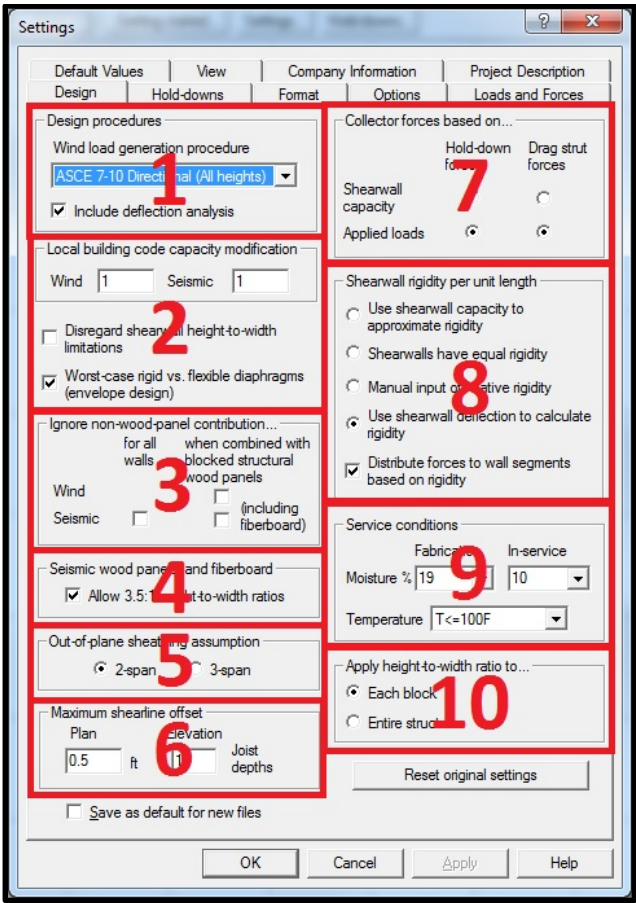 Settings
Default Values View Company Information Project Description
Design Hold-downs Format Options Loads and Forces
Design procedures
Wind load generation procedure
ASCE 7-10 Directional (All heights)
Include deflection analysis
1
Local building code capacity modification
Wind 1 Seismic 1
Disregard shearwall height-to-width
limitations
Worst-case rigid vs. flexible diaphragms
(envelope design)
2
Ignore non-wood-panel contribution...
for all when combined with
walls blocked structural
wood panels
Wind
Seismic
(including
fiberboard)
3
Seismic wood panels and fiberboard
Allow 3.5:1 height-to-width ratios
4
Out-of-plane sheathing assumption
2-span 3-span
5
Maximum shearline offset
Plan Elevation
0.5 ft 1 Joist
depths
6
Save as default for new files
Collector forces based on...
Hold-down Drag strut
forces forces
Shearwall
capacity
Applied loads
7
Shearwall rigidity per unit length
Use shearwall capacity to
approximate rigidity
Shearwalls have equal rigidity
Manual input of relative rigidity
Use shearwall deflection to calculate
rigidity
Distribute forces to wall segments
based on rigidity
8
Service conditions
Fabrication In-service
Moisture % 19 10
Temperature T<=100F
9
Apply height-to-width ratio to...
Each block
Entire structure
10
Reset original settings
OK Cancel Apply Help